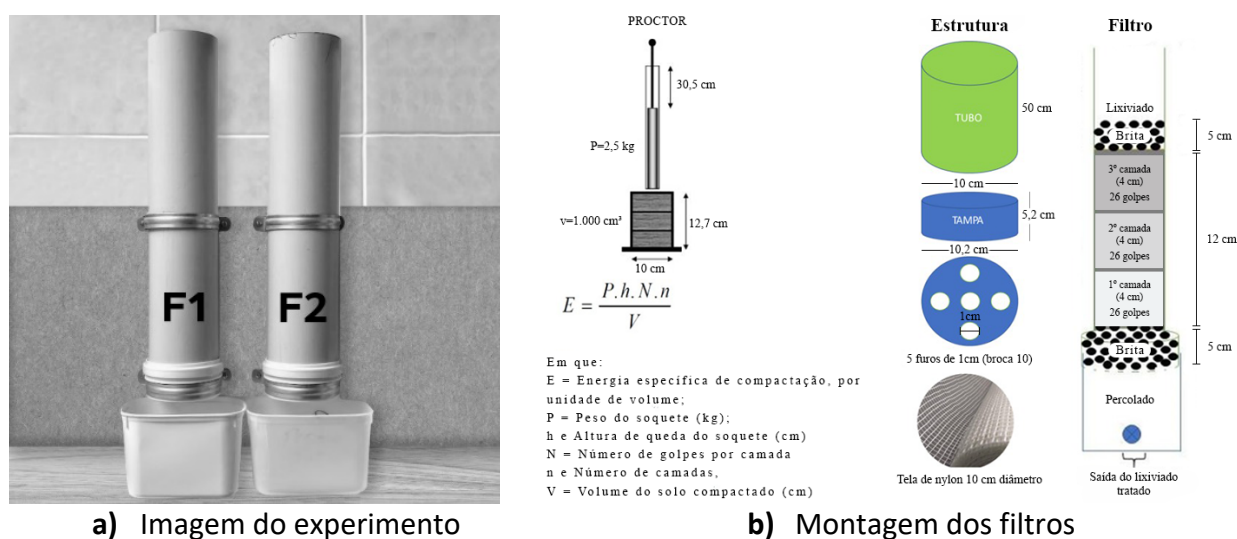 F1
F2
PROCTOR
30,5 cm
P=2,5 kg
v=1.000 cm³
12,7 cm
10 cm
E = P.h.N.n / V
Em que:
E = Energia específica de compactação, por
unidade de volume;
P = Peso do soquete (kg);
h e Altura de queda do soquete (cm)
N = Número de golpes por camada
n e Número de camadas,
V = Volume do solo compactado (cm)
Estrutura
TUBO
50 cm
10 cm
TAMPA
5,2 cm
10,2 cm
1cm
5 furos de 1cm (broca 10)
Tela de nylon 10 cm diâmetro
Filtro
Lixiviado
Brita
5 cm
3º camada
(4 cm)
26 golpes
2º camada
(4 cm)
26 golpes
12 cm
1º camada
(4 cm)
26 golpes
Brita
5 cm
Percolado
Saída do lixiviado
tratado
a) Imagem do experimento
b) Montagem dos filtros